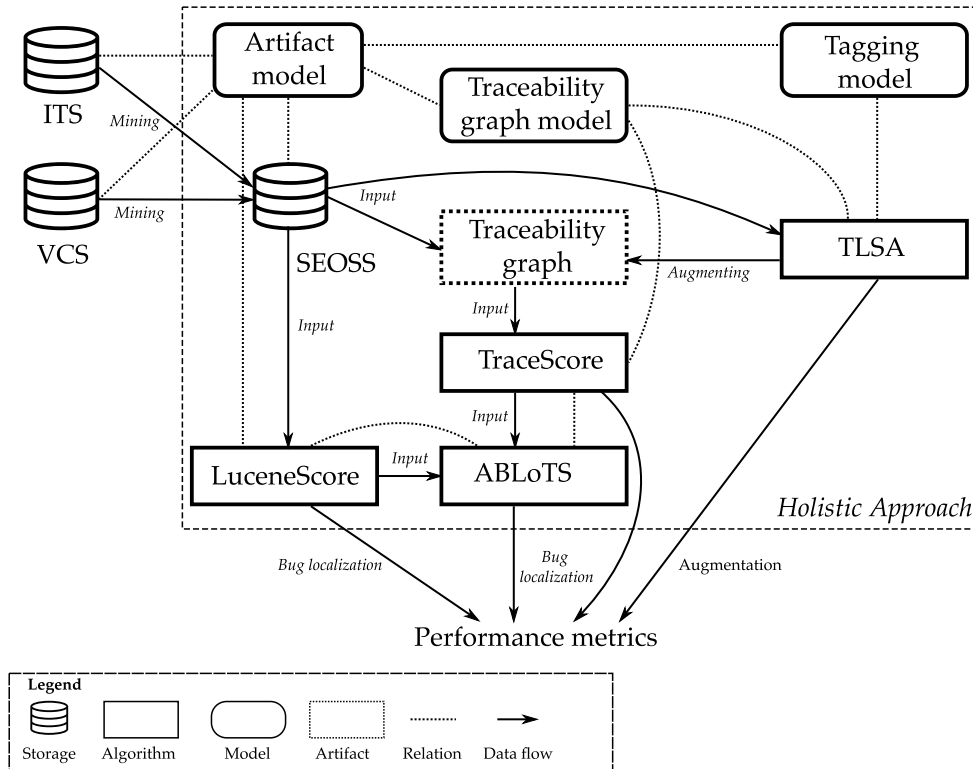 Artifact
model
Tagging
model
Traceability
graph model
ITS
Mining
VCS
Mining
SEOSS
Input
Traceability
graph
TLSA
Augmenting
Input
Input
TraceScore
Input
LuceneScore
Input
ABLoTS
Holistic Approach
Bug localization
Bug
localization
Augmentation
Performance metrics
Legend
Storage
Algorithm
Model
Artifact
Relation
Data flow